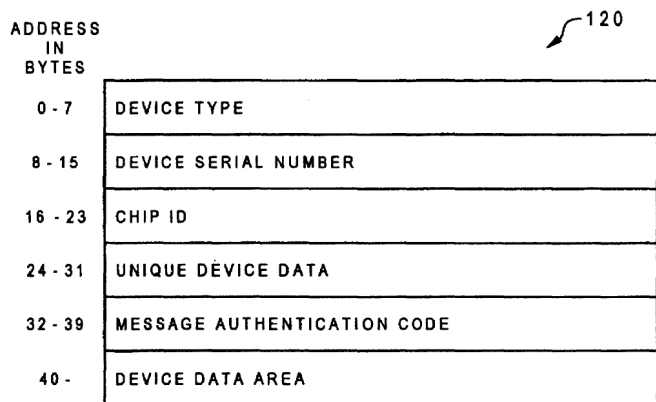 120
ADDRESS
IN
BYTES
0 - 7 DEVICE TYPE
8 - 15 DEVICE SERIAL NUMBER
16 - 23 CHIP ID
24 - 31 UNIQUE DEVICE DATA
32 - 39 MESSAGE AUTHENTICATION CODE
40 - DEVICE DATA AREA